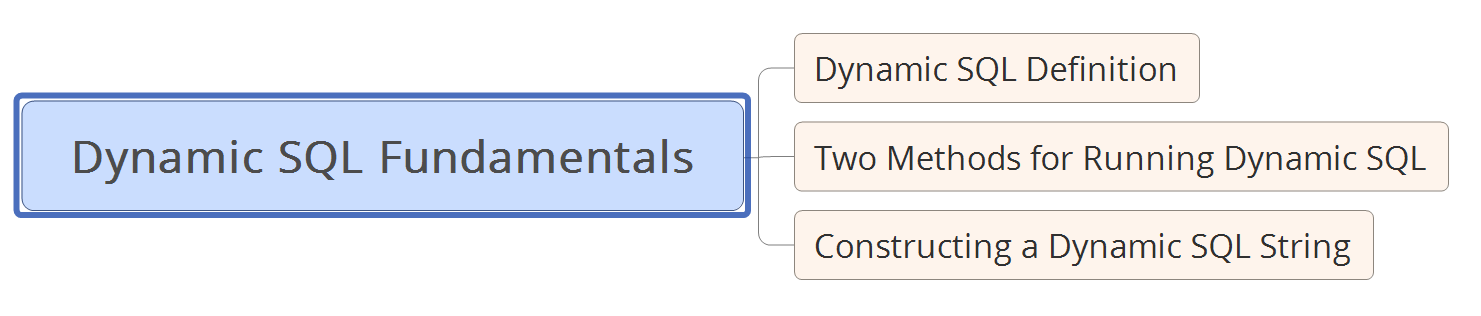 Dynamic SQL Fundamentals
Dynamic SQL Definition
Two Methods for Running Dynamic SQL
Constructing a Dynamic SQL String